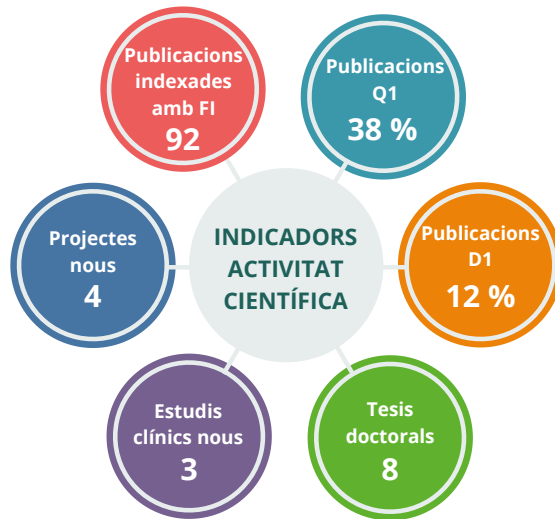 Publicacions
indexades
amb FI
92
Publicacions
Q1
38 %
Projectes
nous
4
INDICADORS
ACTIVITAT
CIENTÍFICA
Publicacions
D1
12 %
Estudis
clínics nous
3
Tesis
doctorals
8